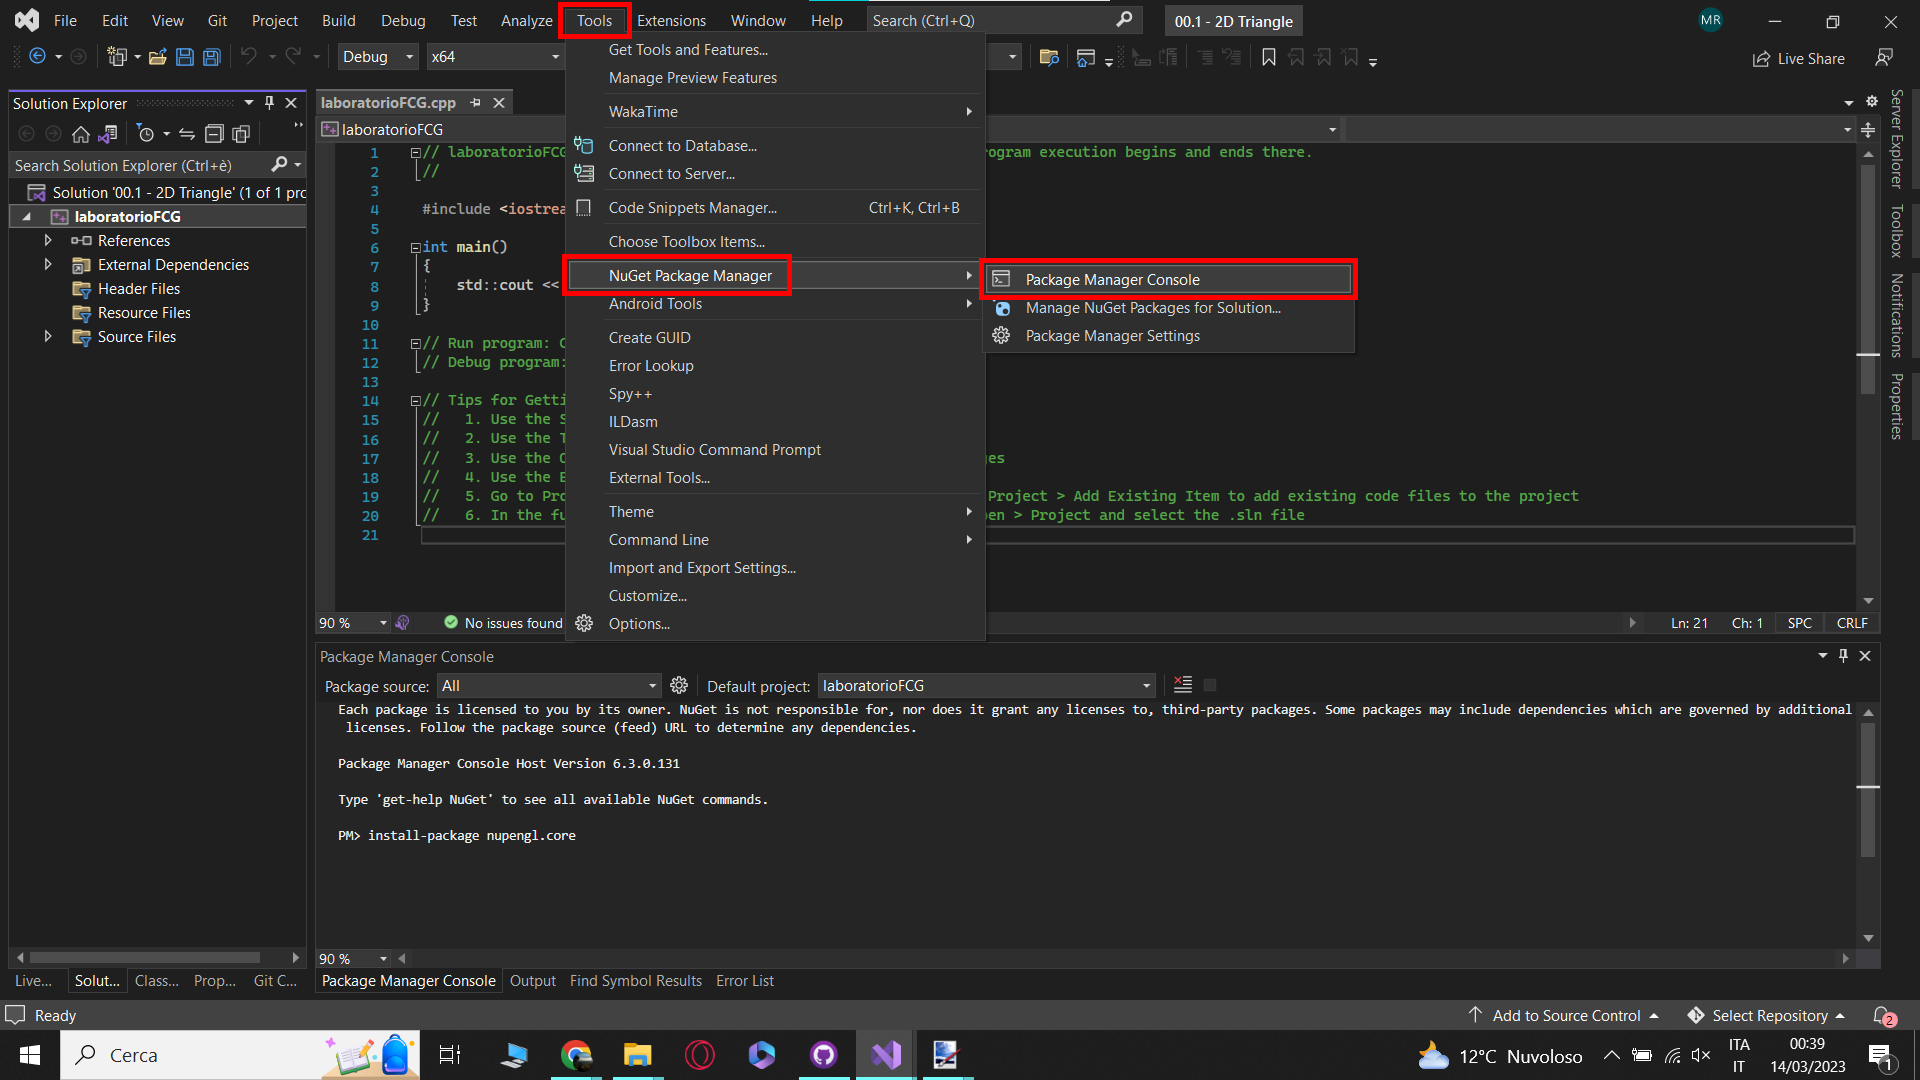 File Edit View Git Project Build Debug Test Analyze Tools Extensions Window Help Search (Ctrl+Q) 00.1 - 2D Triangle MR
Debug x64 Live Share
Solution Explorer
Search Solution Explorer (Ctrl+è)
Solution '00.1 - 2D Triangle' (1 of 1 prc
laboratorioFCG
References
External Dependencies
Header Files
Resource Files
Source Files
Live... Solut... Class... Prop... Git C...
laboratorioFCG.cpp
laboratorioFCG
1 // laboratorioFCG rogram execution begins and ends there.
2 //
3
4 #include <iostrea
5
6 int main()
7 {
8 std::cout <<
9 }
10
11 // Run program: C
12 // Debug program:
13
14 // Tips for Getti
15 // 1. Use the S
16 // 2. Use the T
17 // 3. Use the O ges
18 // 4. Use the E
19 // 5. Go to Pro Project > Add Existing Item to add existing code files to the project
20 // 6. In the fu pen > Project and select the .sln file
21
90 % No issues found Ln: 21 Ch: 1 SPC CRLF
Get Tools and Features...
Manage Preview Features
WakaTime
Connect to Database...
Connect to Server...
Code Snippets Manager... Ctrl+K, Ctrl+B
Choose Toolbox Items...
NuGet Package Manager
Android Tools
Create GUID
Error Lookup
Spy++
ILDasm
Visual Studio Command Prompt
External Tools...
Theme
Command Line
Import and Export Settings...
Customize...
Options...
Package Manager Console
Manage NuGet Packages for Solution...
Package Manager Settings
Server Explorer
Toolbox
Notifications
Properties
Package Manager Console
Package source: All Default project: laboratorioFCG
Each package is licensed to you by its owner. NuGet is not responsible for, nor does it grant any licenses to, third-party packages. Some packages may include dependencies which are governed by additional
licenses. Follow the package source (feed) URL to determine any dependencies.
Package Manager Console Host Version 6.3.0.131
Type 'get-help NuGet' to see all available NuGet commands.
PM> install-package nupengl.core
90 %
Package Manager Console Output Find Symbol Results Error List
Ready Add to Source Control Select Repository 2
Cerca 12°C Nuvoloso ITA IT 00:39 14/03/2023 1